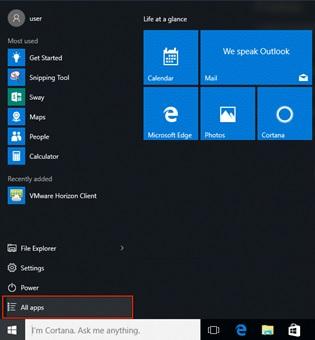 user
Most used
Get Started
Snipping Tool
Sway
Maps
People
Calculator
Recently added
VMware Horizon Client
File Explorer
Settings
Power
All apps
I'm Cortana. Ask me anything.
Life at a glance
Calendar
We speak Outlook
Mail
Microsoft Edge
Photos
Cortana